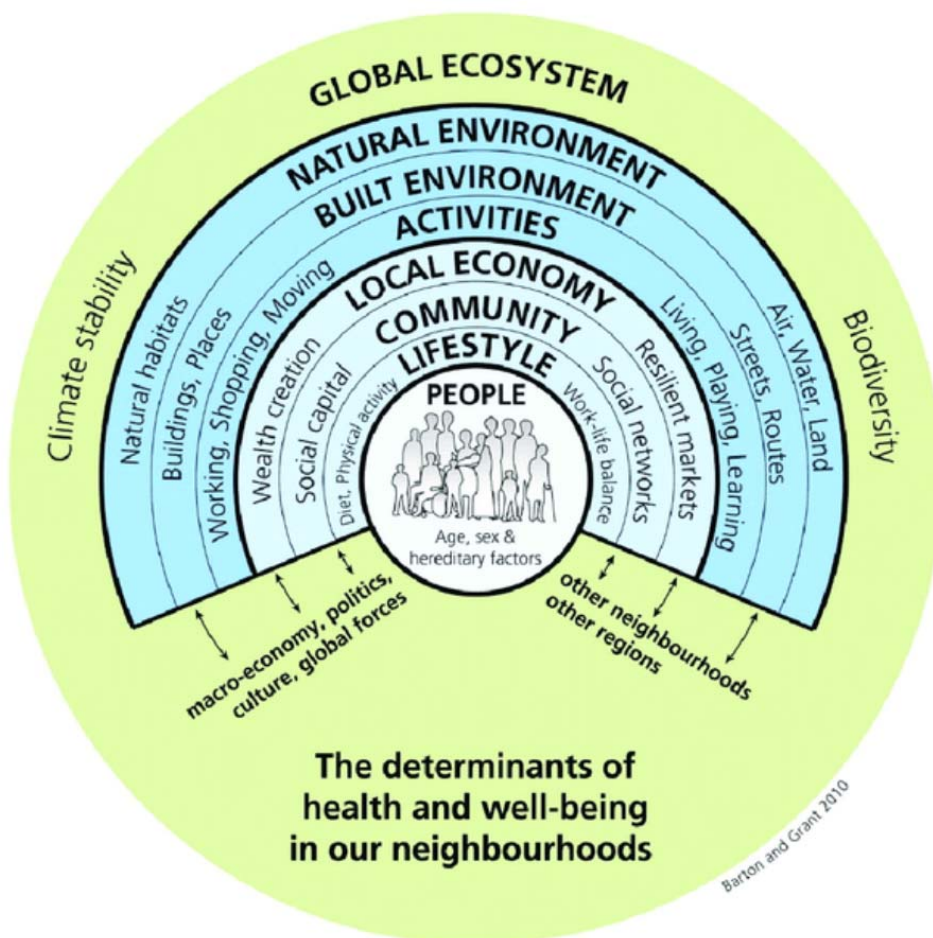 GLOBAL ECOSYSTEM
NATURAL ENVIRONMENT
BUILT ENVIRONMENT
ACTIVITIES
LOCAL ECONOMY
COMMUNITY
LIFESTYLE
PEOPLE
Age, sex &
hereditary factors
Climate stability
Natural habitats
Buildings, Places
Working, Shopping, Moving
Wealth creation
Social capital
Diet, Physical activity
Work-life balance
Social networks
Resilient markets
Living, Playing, Learning
Streets, Routes
Air, Water, Land
Biodiversity
macro-economy, politics,
culture, global forces
other neighbourhoods
other regions
The determinants of
health and well-being
in our neighbourhoods
Barton and Grant 2010